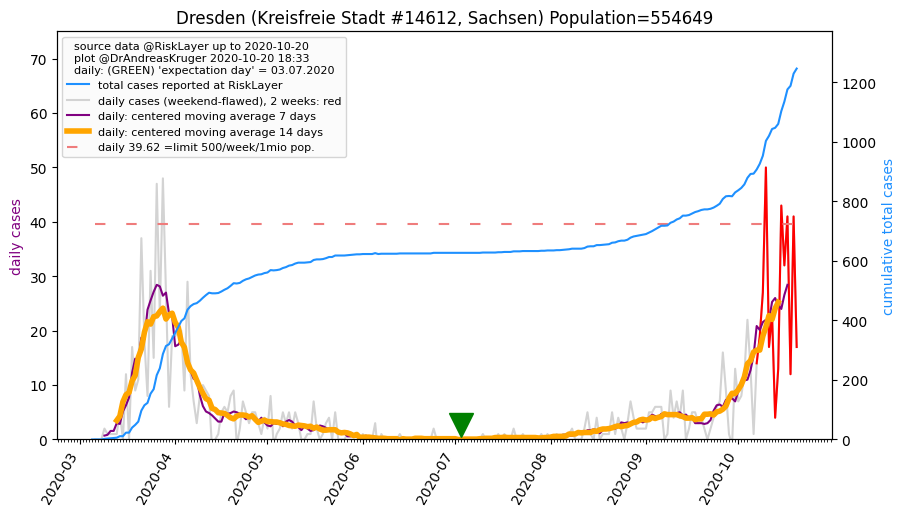 Dresden (Kreisfreie Stadt #14612, Sachsen) Population=554649
source data @RiskLayer up to 2020-10-20
plot @DrAndreasKruger 2020-10-20 18:33
daily: (GREEN) 'expectation day' = 03.07.2020
total cases reported at RiskLayer
daily cases (weekend-flawed), 2 weeks: red
daily: centered moving average 7 days
daily: centered moving average 14 days
daily 39.62 =limit 500/week/1mio pop.
daily cases
70
60
50
40
30
20
10
0
cumulative total cases
1200
1000
800
600
400
200
0
2020-03
2020-04
2020-05
2020-06
2020-07
2020-08
2020-09
2020-10